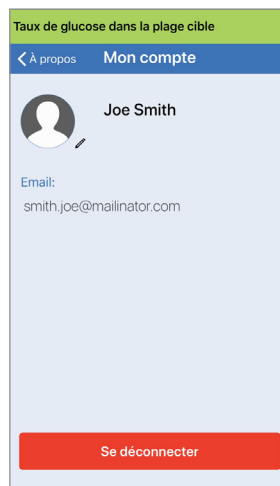 Taux de glucose dans la plage cible
À propos Mon compte
Joe Smith
Email:
smith.joe@mailinator.com
Se déconnecter